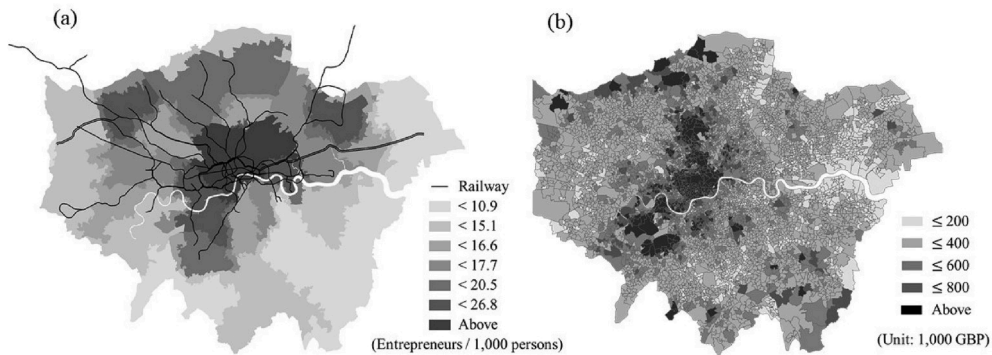 (a)
Railway
< 10.9
< 15.1
< 16.6
< 17.7
< 20.5
< 26.8
Above
(Entrepreneurs / 1,000 persons)
(b)
≤ 200
≤ 400
≤ 600
≤ 800
Above
(Unit: 1,000 GBP)